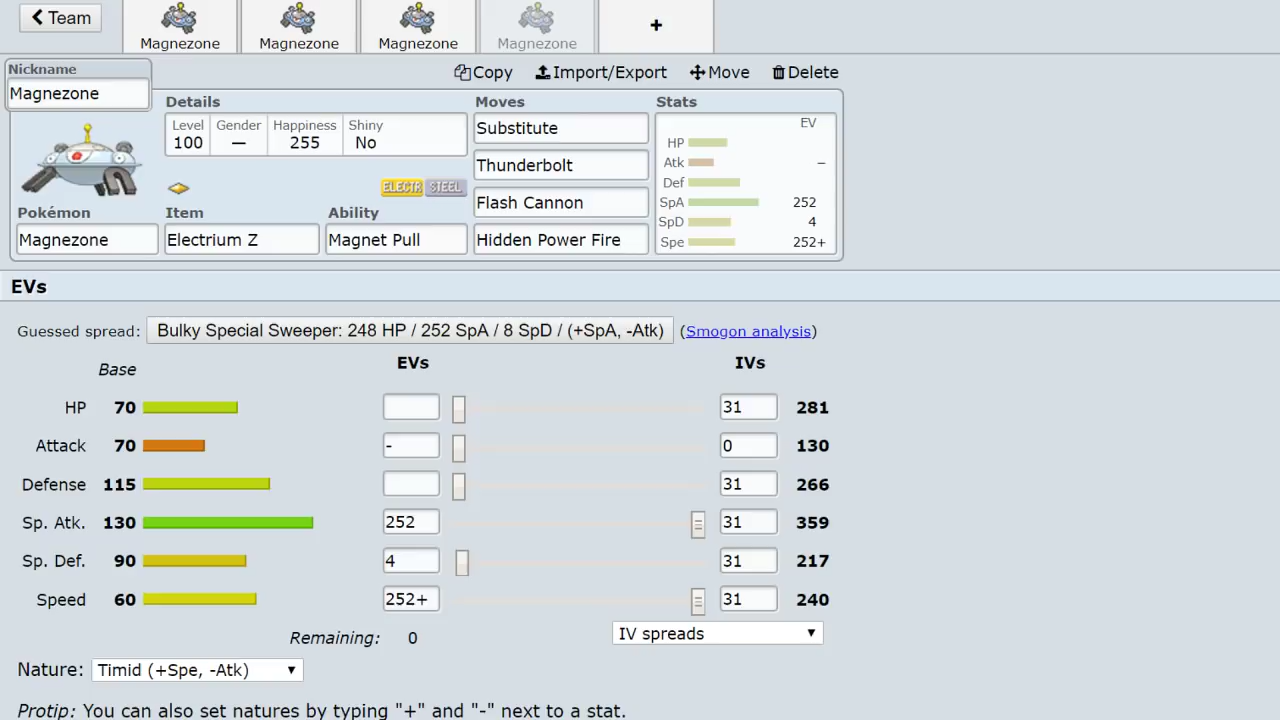 Team
Magnezone Magnezone Magnezone Magnezone +
Nickname
Magnezone
Copy Import/Export Move Delete
Details Moves Stats
Level Gender Happiness Shiny
100 — 255 No
Substitute
Thunderbolt
Flash Cannon
Hidden Power Fire
EV
HP
Atk –
Def
SpA 252
SpD 4
Spe 252+
ELECTR STEEL
Pokémon Item Ability
Magnezone Electrium Z Magnet Pull
EVs
Guessed spread: Bulky Special Sweeper: 248 HP / 252 SpA / 8 SpD / (+SpA, -Atk) (Smogon analysis)
Base EVs IVs
HP 70 31 281
Attack 70 - 0 130
Defense 115 31 266
Sp. Atk. 130 252 31 359
Sp. Def. 90 4 31 217
Speed 60 252+ 31 240
Remaining: 0 IV spreads
Nature: Timid (+Spe, -Atk)
Protip: You can also set natures by typing "+" and "-" next to a stat.